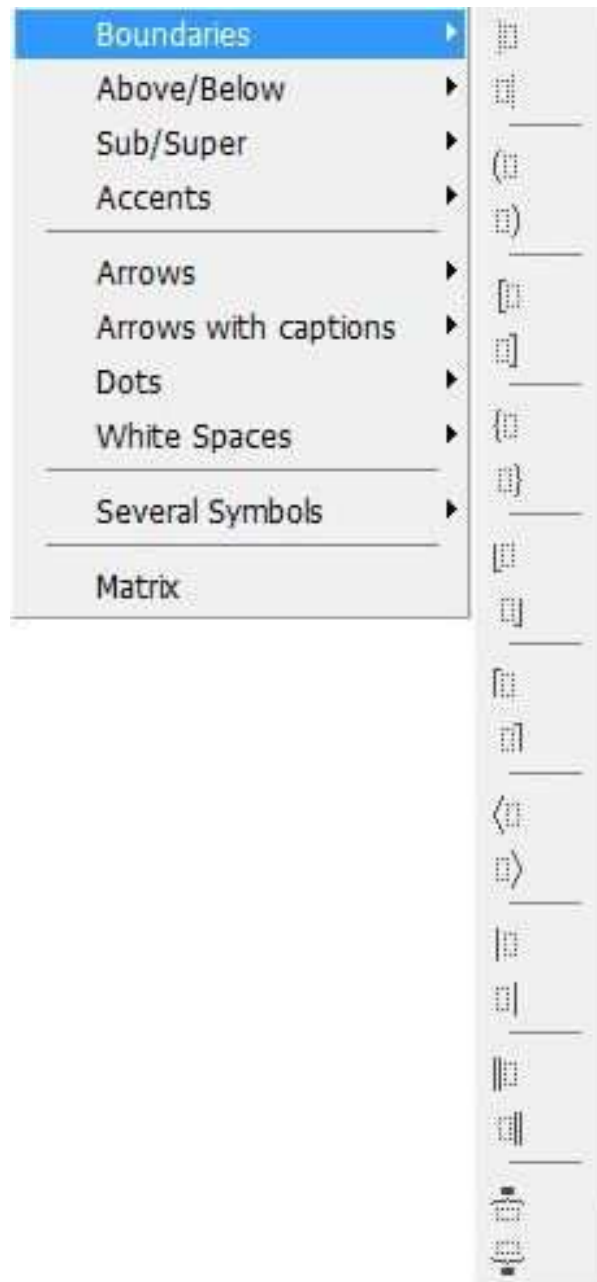 Boundaries
Above/Below
Sub/Super
Accents
Arrows
Arrows with captions
Dots
White Spaces
Several Symbols
Matrix
(
)
[
]
{
}
⌊
⌋
⌈
⌉
⟨
⟩
|
|
‖
‖